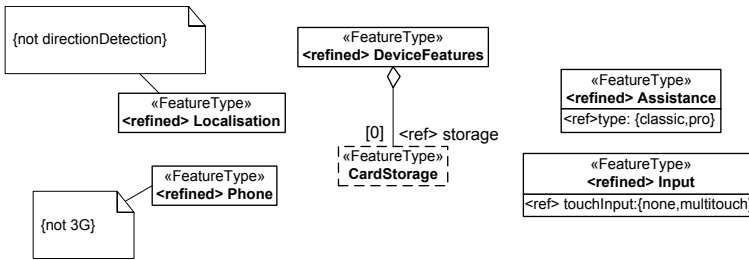 {not directionDetection}
«FeatureType»
<refined> Localisation
«FeatureType»
<refined> Phone
{not 3G}
«FeatureType»
<refined> DeviceFeatures
[0] <ref> storage
«FeatureType»
CardStorage
«FeatureType»
<refined> Assistance
<ref>type: {classic,pro}
«FeatureType»
<refined> Input
<ref> touchInput:{none,multitouch}